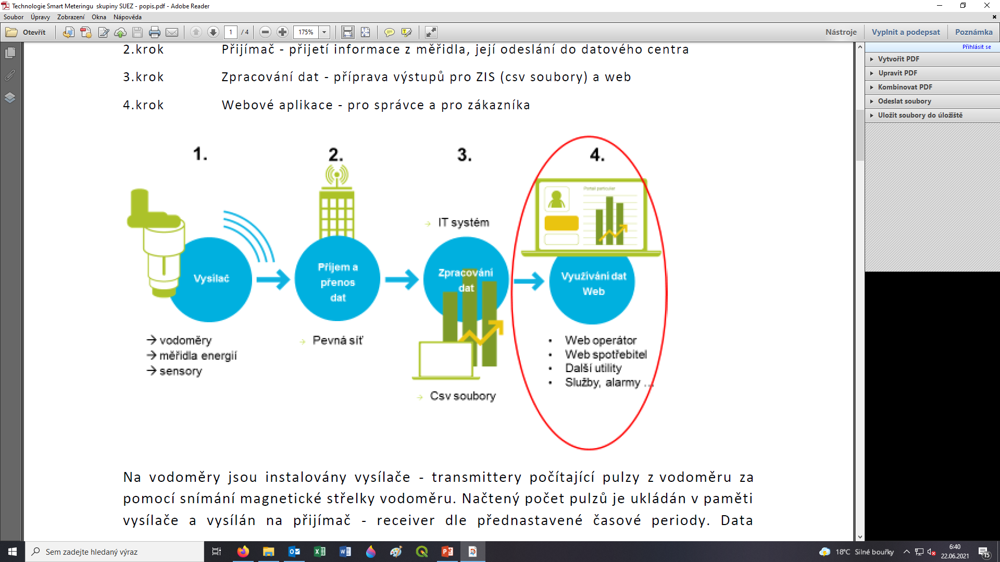 Technologie Smart Meteringu skupiny SUEZ - popis.pdf - Adobe Reader
Soubor Úpravy Zobrazení Okna Nápověda
Otevřít 1 / 4 175% Nástroje Vyplnit a podepsat Poznámka
Přihlásit se
Vytvořit PDF
Upravit PDF
Kombinovat PDF
Odeslat soubory
Uložit soubory do úložiště
2.krok Přijímač - přijetí informace z měřidla, její odeslání do datového centra
3.krok Zpracování dat - příprava výstupů pro ZIS (csv soubory) a web
4.krok Webové aplikace - pro správce a pro zákazníka
1. 2. 3. 4.
Portail particulier
→ IT systém
Vysílač
Příjem a
přenos
dat
Zpracování
dat
Využívání dat
Web
→ vodoměry
→ měřidla energií
→ sensory
→ Pevná síť
→ Csv soubory
• Web operátor
• Web spotřebitel
• Další utility
• Služby, alarmy ...
Na vodoměry jsou instalovány vysílače - transmittery počítající pulzy z vodoměru za
pomocí snímání magnetické střelky vodoměru. Načtený počet pulzů je ukládán v paměti
vysílače a vysílán na přijímač - receiver dle přednastavené časové periody. Data
Sem zadejte hledaný výraz
18°C Silné bouřky
6:40
22.06.2021
15